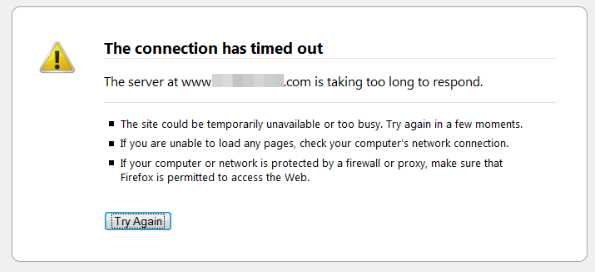 The connection has timed out
The server at www .com is taking too long to respond.
The site could be temporarily unavailable or too busy. Try again in a few moments.
If you are unable to load any pages, check your computer's network connection.
If your computer or network is protected by a firewall or proxy, make sure that
Firefox is permitted to access the Web.
Try Again